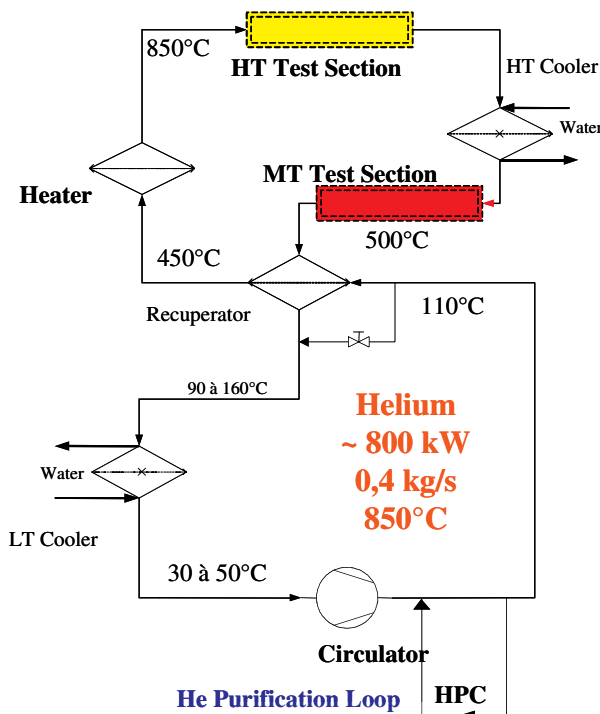 850°C
HT Test Section
HT Cooler
Water
MT Test Section
Heater
500°C
450°C
110°C
Recuperator
90 à 160°C
Helium
~ 800 kW
0,4 kg/s
850°C
Water
LT Cooler
30 à 50°C
Circulator
He Purification Loop
HPC